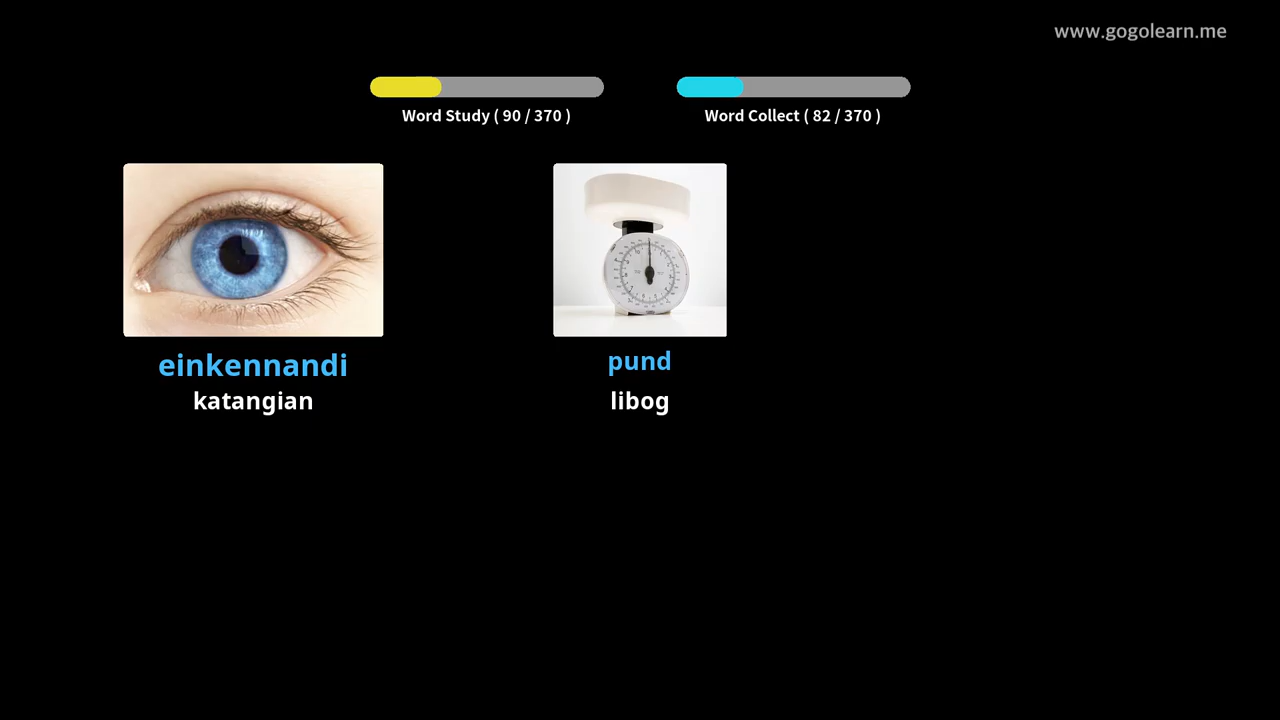 www.gogolearn.me
Word Study ( 90 / 370 )
Word Collect ( 82 / 370 )
einkennandi
katangian
pund
libog